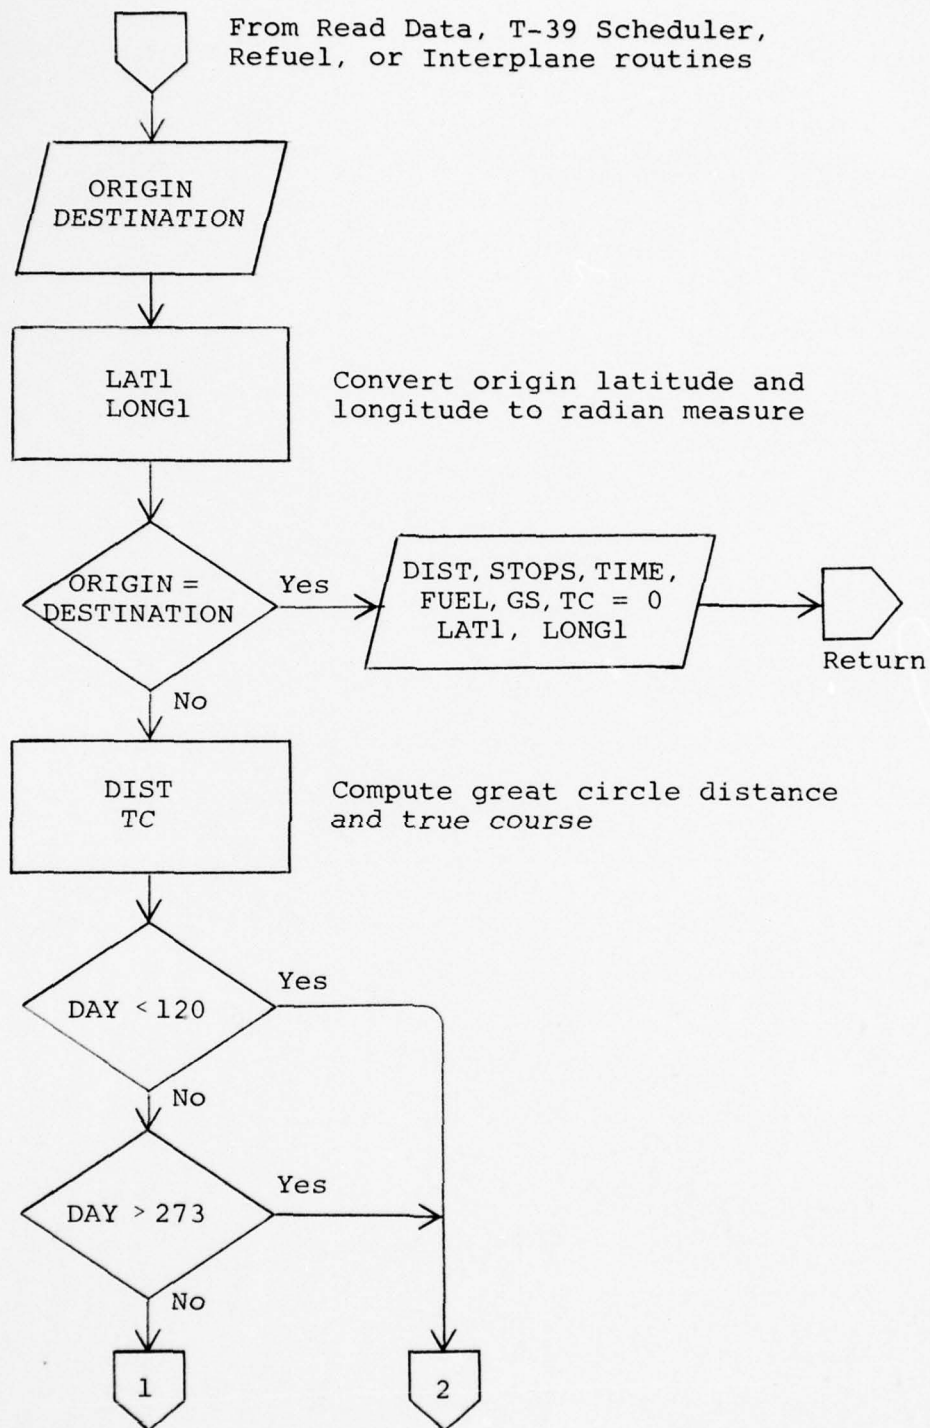 From Read Data, T-39 Scheduler,
Refuel, or Interplane routines
ORIGIN
DESTINATION
LAT1
LONG1
Convert origin latitude and
longitude to radian measure
ORIGIN =
DESTINATION
Yes
DIST, STOPS, TIME,
FUEL, GS, TC = 0
LAT1, LONG1
Return
No
DIST
TC
Compute great circle distance
and true course
DAY < 120
Yes
No
DAY > 273
Yes
No
1
2